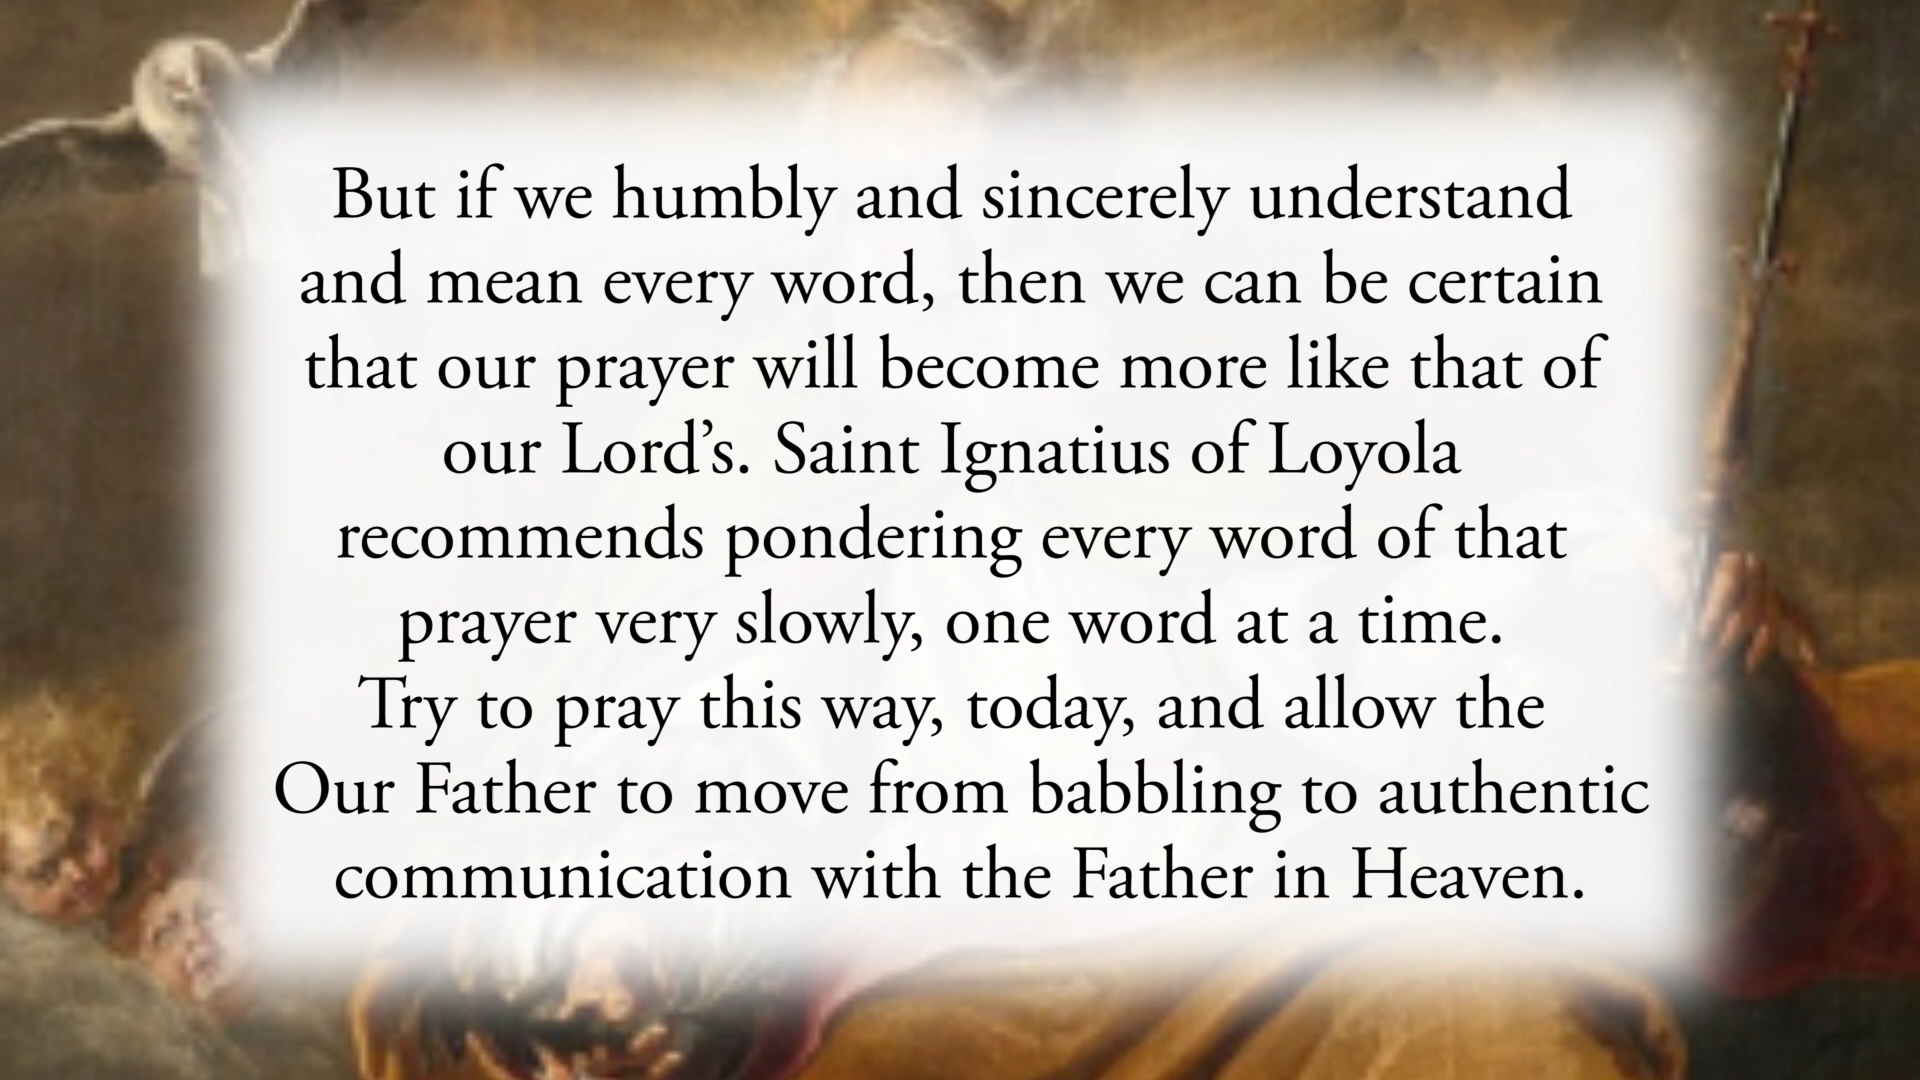 But if we humbly and sincerely understand
and mean every word, then we can be certain
that our prayer will become more like that of
our Lord’s. Saint Ignatius of Loyola
recommends pondering every word of that
prayer very slowly, one word at a time.
Try to pray this way, today, and allow the
Our Father to move from babbling to authentic
communication with the Father in Heaven.